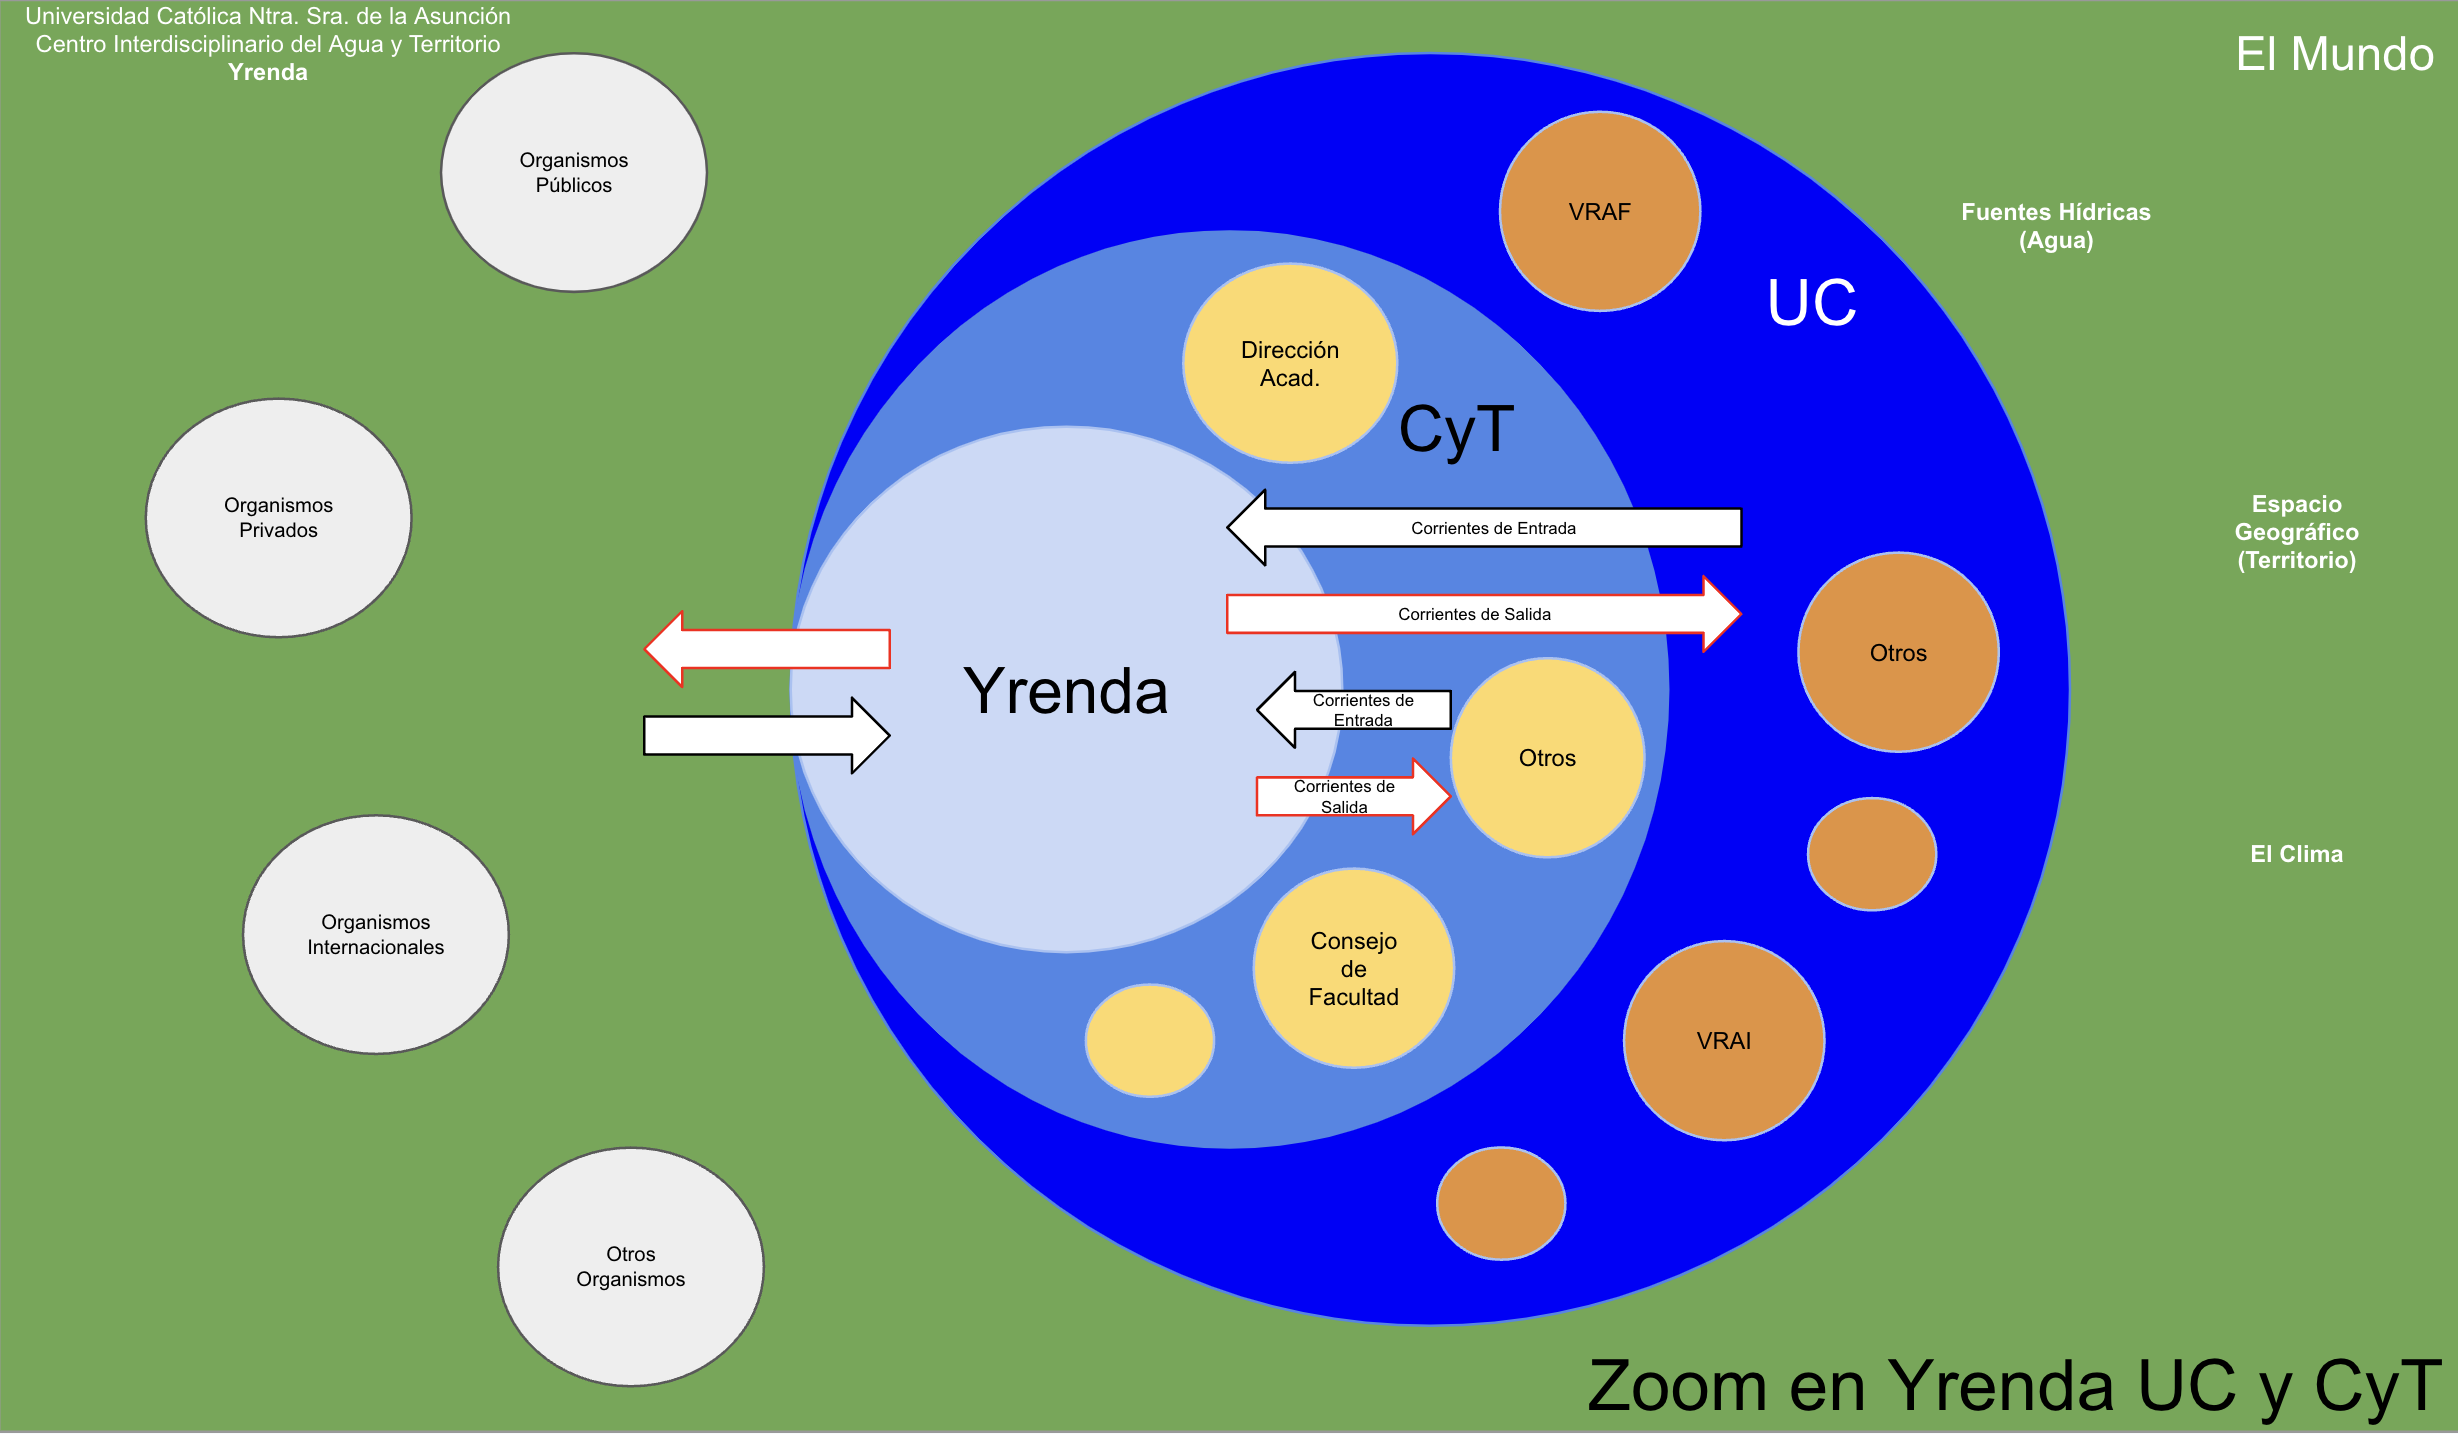 Universidad Católica Ntra. Sra. de la Asunción
Centro Interdisciplinario del Agua y Territorio
Yrenda
El Mundo
Organismos
Públicos
VRAF
Fuentes Hídricas
(Agua)
UC
Dirección
Acad.
CyT
Organismos
Privados
Corrientes de Entrada
Espacio
Geográfico
(Territorio)
Corrientes de Salida
Otros
Yrenda
Corrientes de
Entrada
Otros
Corrientes de
Salida
El Clima
Organismos
Internacionales
Consejo
de
Facultad
VRAI
Otros
Organismos
Zoom en Yrenda UC y CyT